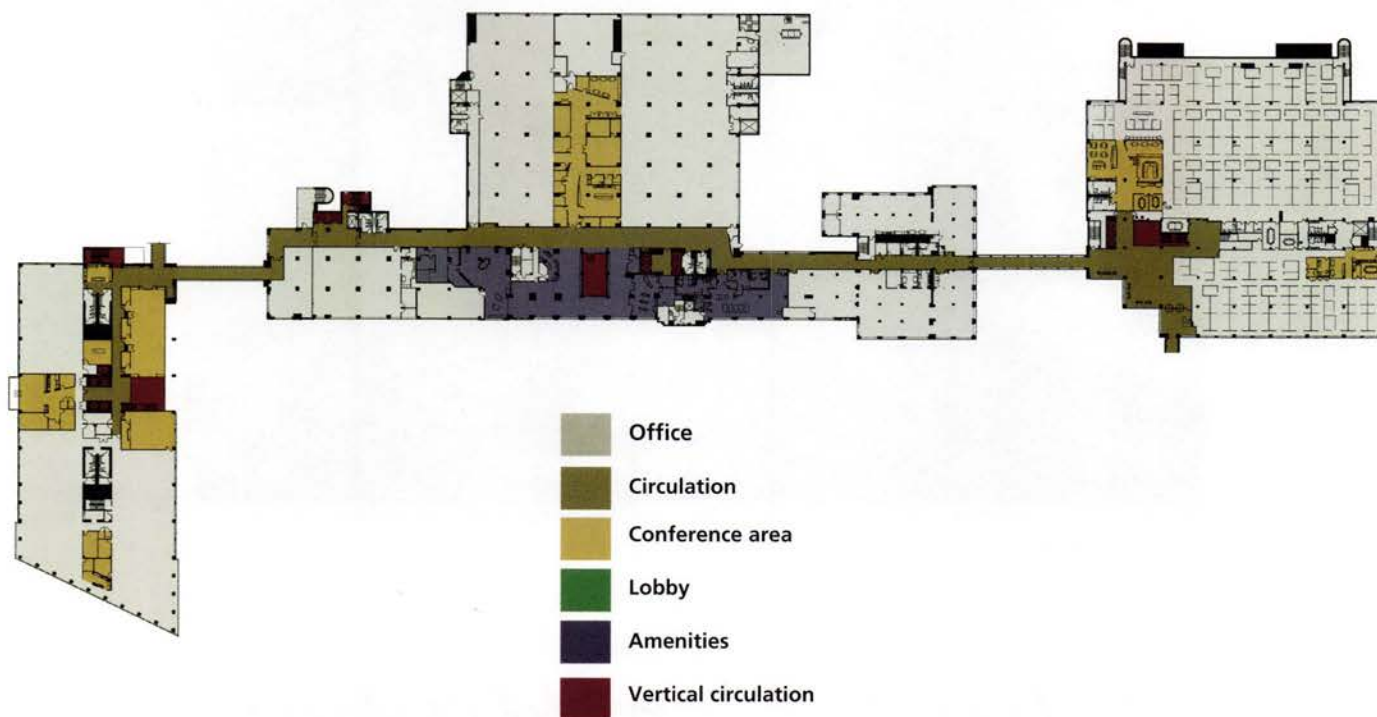 Office
Circulation
Conference area
Lobby
Amenities
Vertical circulation